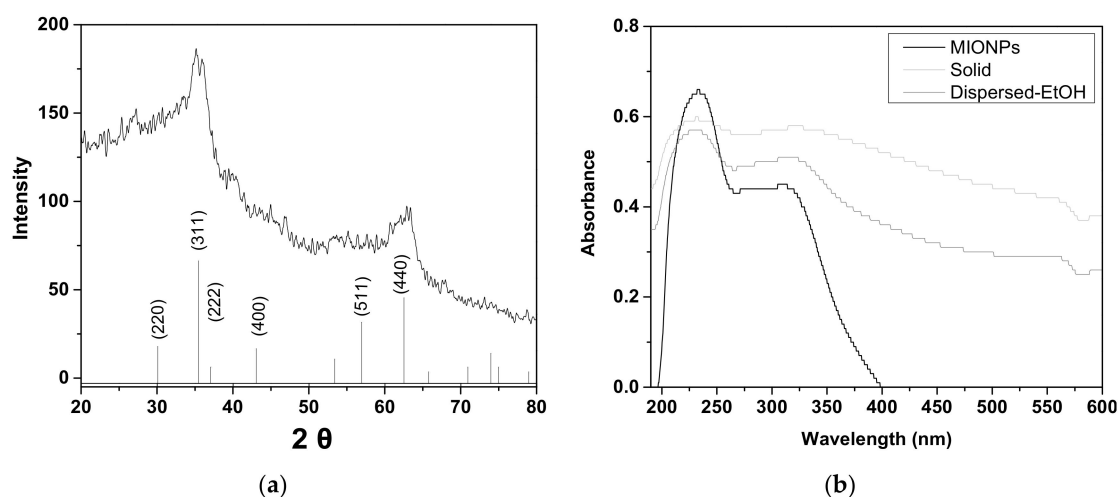 200
150
100
50
0
Intensity
(220)
(311)
(222)
(400)
(511)
(440)
20 30 40 50 60 70 80
2 θ
(a)
0.8
0.6
0.4
0.2
0.0
Absorbance
MIONPs
Solid
Dispersed-EtOH
200 250 300 350 400 450 500 550 600
Wavelength (nm)
(b)